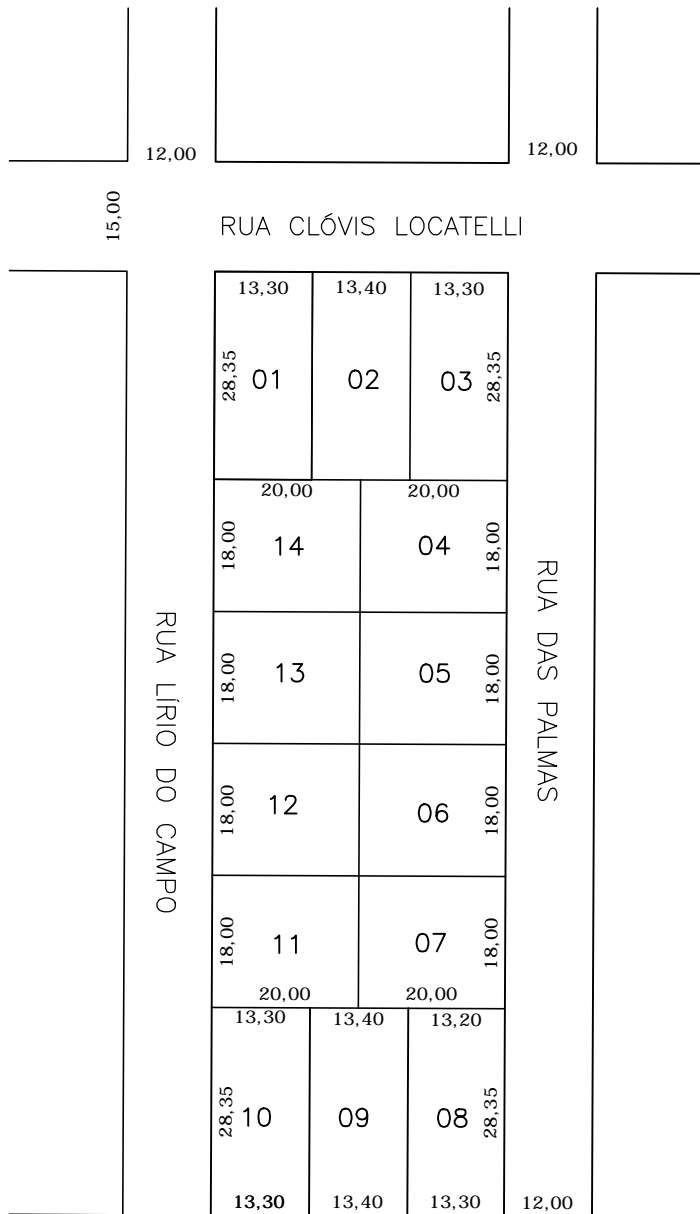 12,00
12,00
15,00
RUA CLÓVIS LOCATELLI
13,30 13,40 13,30
28,35 01 02 03 28,35
20,00 20,00
18,00 14 04 18,00
RUA DAS PALMAS
RUA LÍRIO DO CAMPO
18,00 13 05 18,00
18,00 12 06 18,00
18,00 11 07 18,00
20,00 20,00
13,30 13,40 13,20
28,35 10 09 08 28,35
13,30 13,40 13,30 12,00